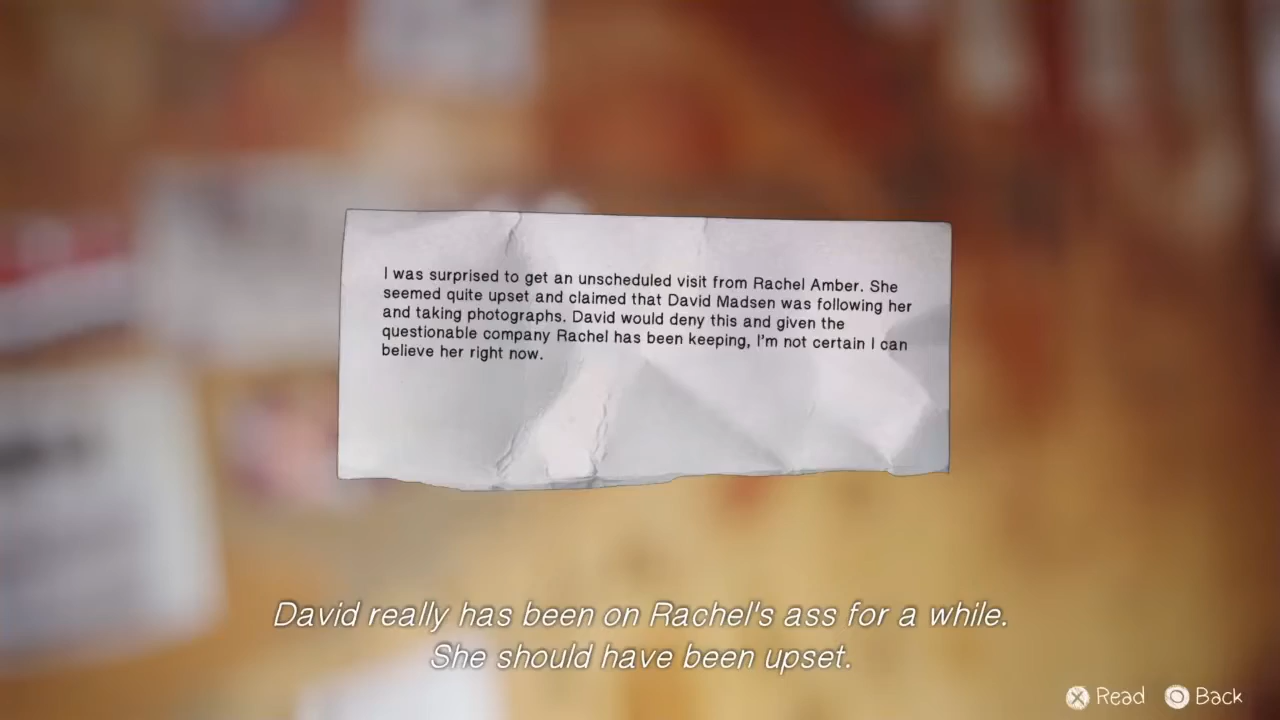 I was surprised to get an unscheduled visit from Rachel Amber. She
seemed quite upset and claimed that David Madsen was following her
and taking photographs. David would deny this and given the
questionable company Rachel has been keeping, I'm not certain I can
believe her right now.
David really has been on Rachel's ass for a while.
She should have been upset.
Read Back